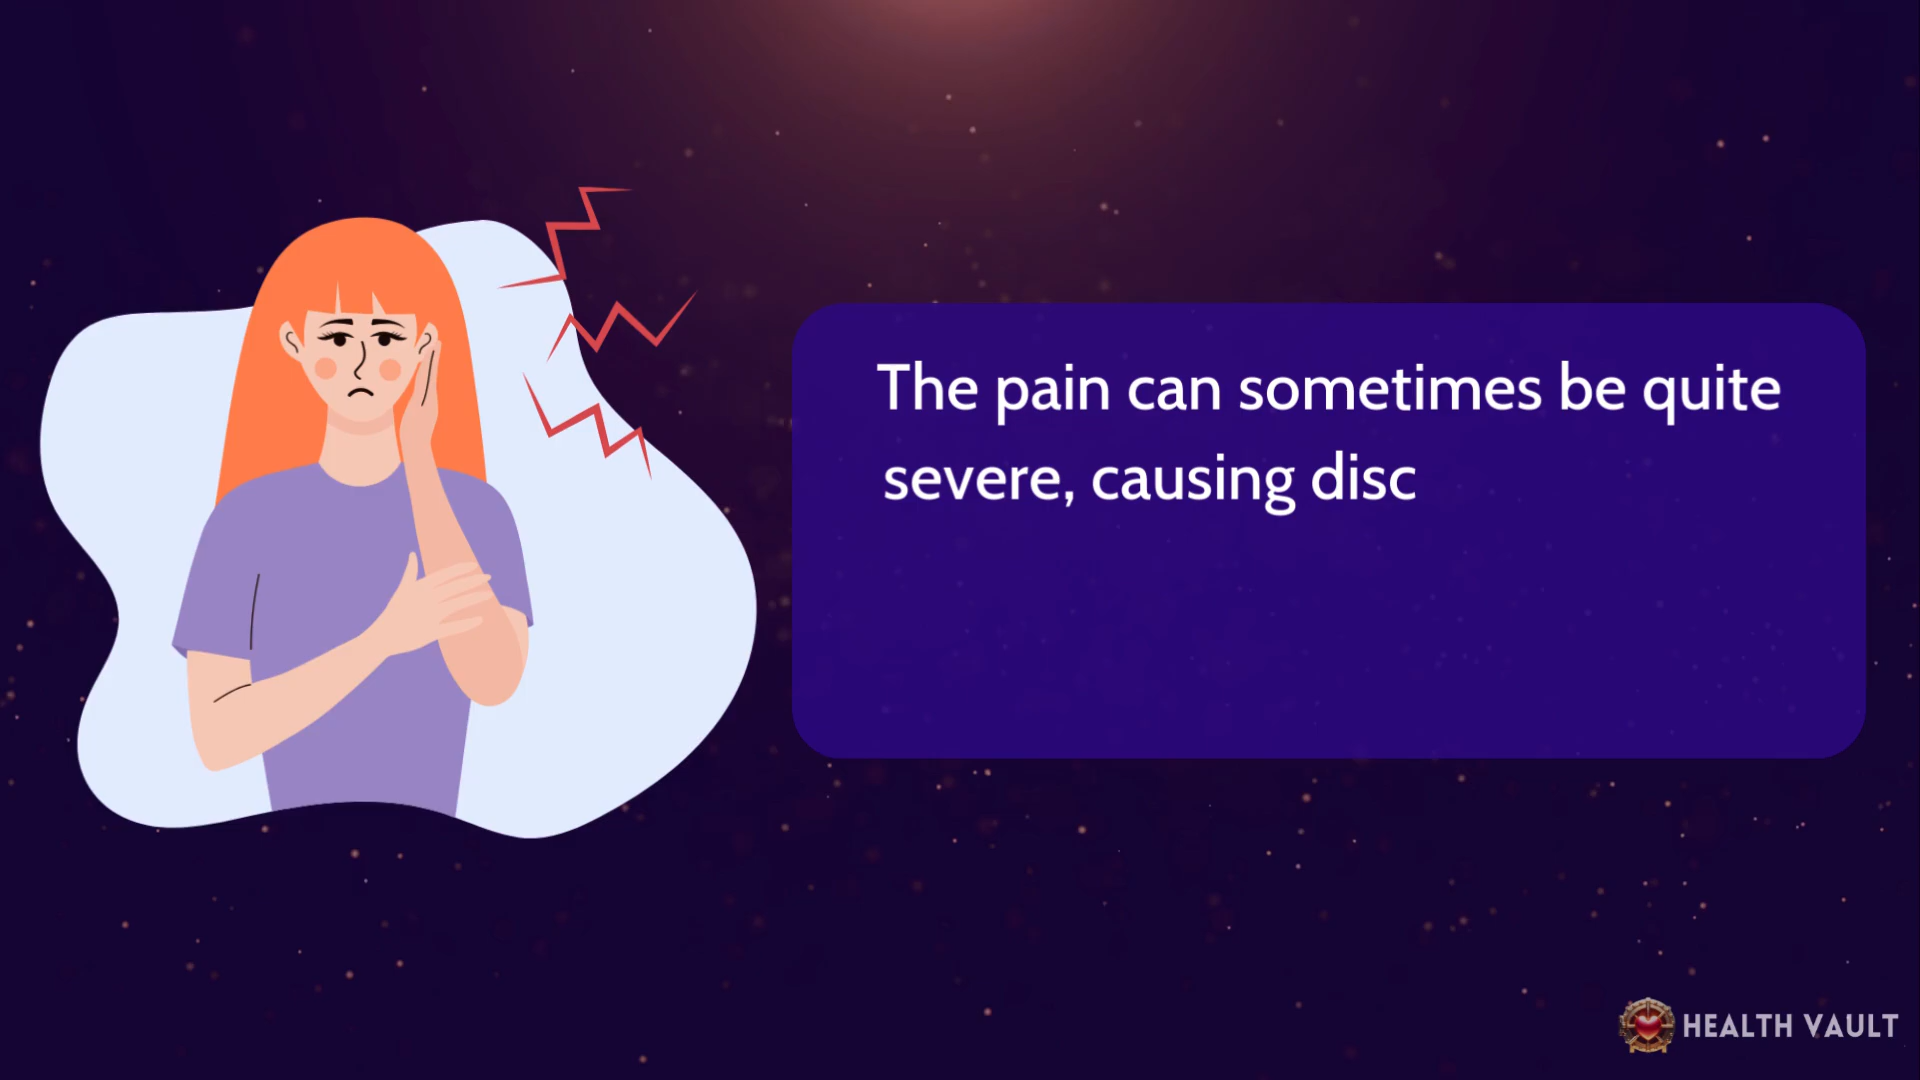 The pain can sometimes be quite
severe, causing disc
HEALTH VAULT